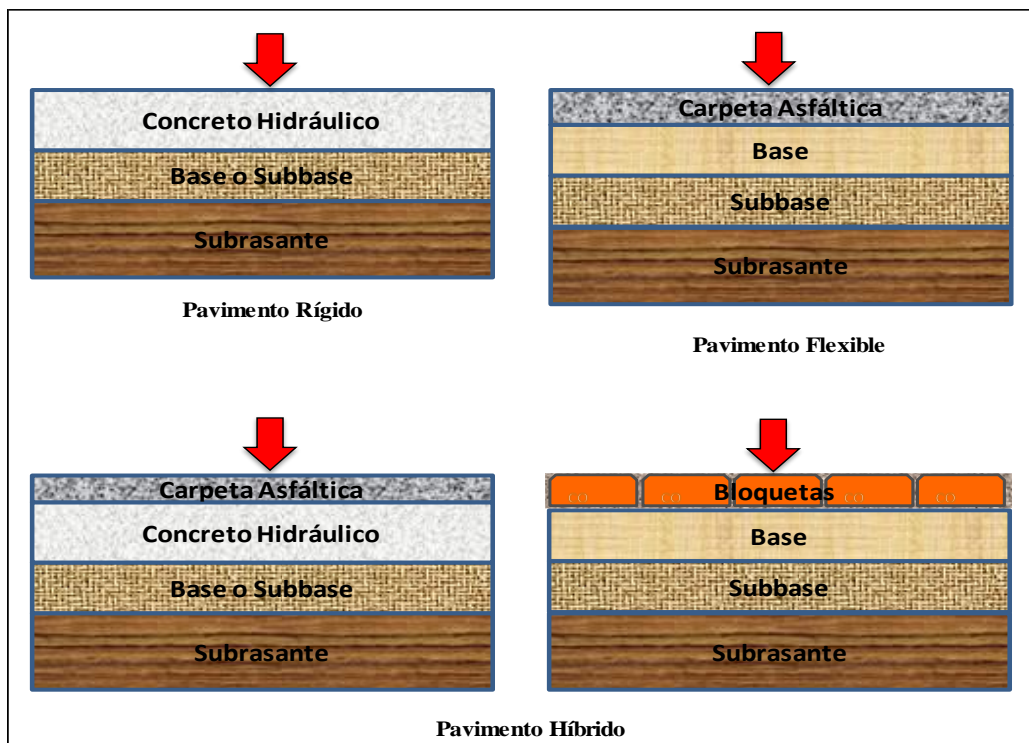 Concreto Hidráulico
Base o Subbase
Subrasante
Pavimento Rígido
Carpeta Asfáltica
Base
Subbase
Subrasante
Pavimento Flexible
Carpeta Asfáltica
Concreto Hidráulico
Base o Subbase
Subrasante
Bloquetas
Base
Subbase
Subrasante
Pavimento Híbrido